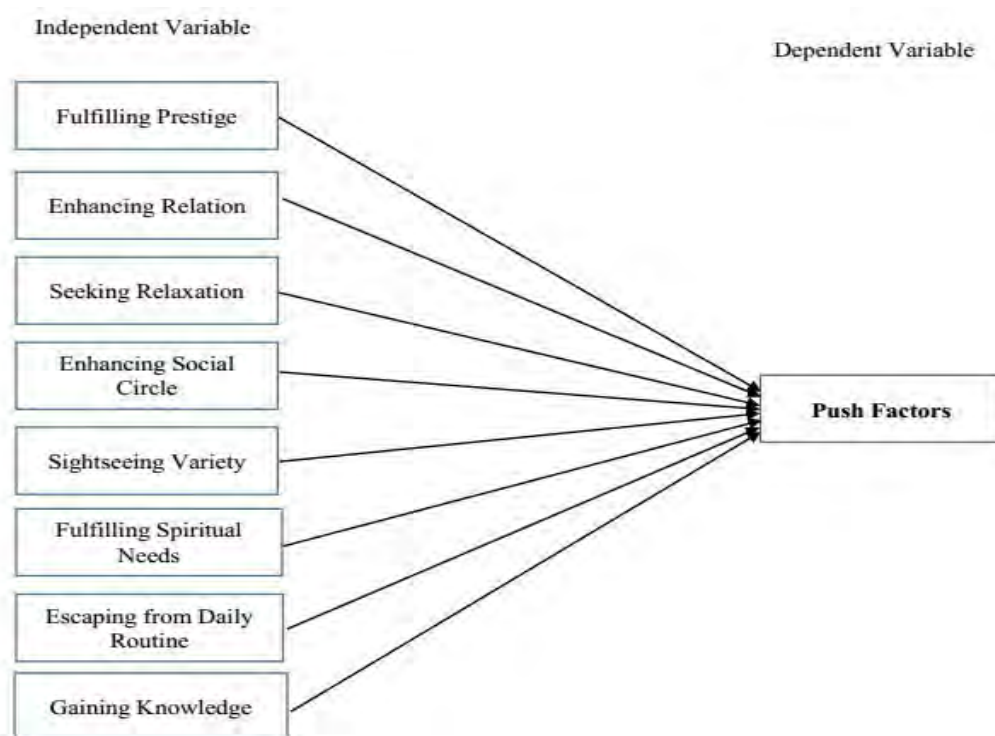 Independent Variable
Dependent Variable
Fulfilling Prestige
Enhancing Relation
Seeking Relaxation
Enhancing Social
Circle
Push Factors
Sightseeing Variety
Fulfilling Spiritual
Needs
Escaping from Daily
Routine
Gaining Knowledge